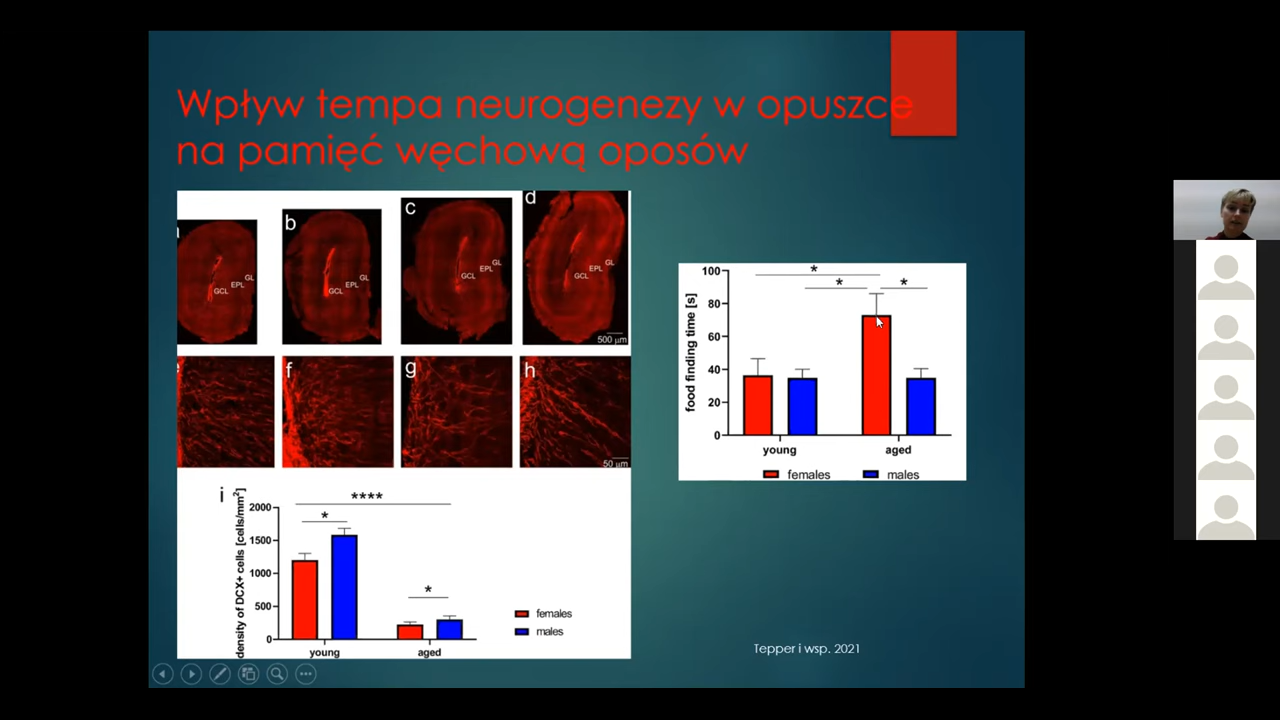 Wpływ tempa neurogenezy w opuszce
na pamięć węchową oposów
b
c
d
GCL EPL GL
GCL EPL GL
GCL EPL GL
GCL EPL GL
500 µm
e
f
g
h
50 µm
i
density of DCX+ cells [cells/mm²]
2000
1500
1000
500
0
****
*
*
young
aged
females
males
food finding time [s]
100
80
60
40
20
0
*
* *
young
aged
females males
Tepper i wsp. 2021